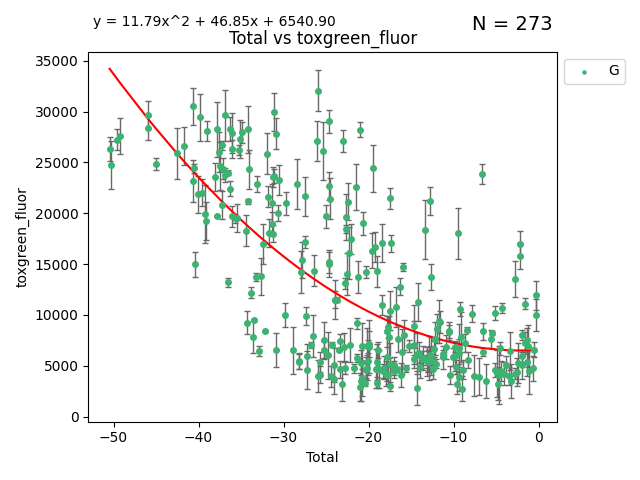 y = 11.79x^2 + 46.85x + 6540.90
N = 273
Total vs toxgreen_fluor
G
toxgreen_fluor
35000
30000
25000
20000
15000
10000
5000
0
−50
−40
−30
−20
−10
0
Total